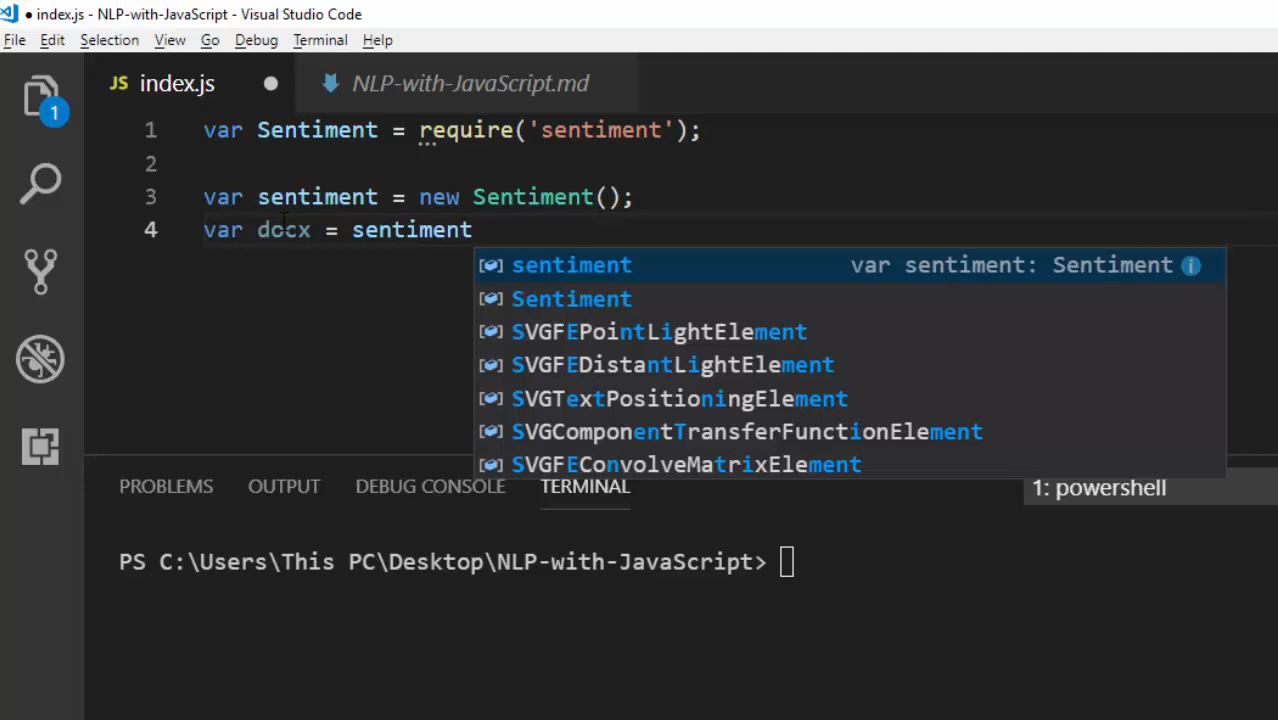 index.js - NLP-with-JavaScript - Visual Studio Code
File Edit Selection View Go Debug Terminal Help
JS index.js NLP-with-JavaScript.md
1
1 var Sentiment = require('sentiment');
2
3 var sentiment = new Sentiment();
4 var docx = sentiment
sentiment var sentiment: Sentiment
Sentiment
SVGFEPointLightElement
SVGFEDistantLightElement
SVGTextPositioningElement
SVGComponentTransferFunctionElement
SVGFEConvolveMatrixElement
PROBLEMS OUTPUT DEBUG CONSOLE TERMINAL 1: powershell
PS C:\Users\This PC\Desktop\NLP-with-JavaScript>